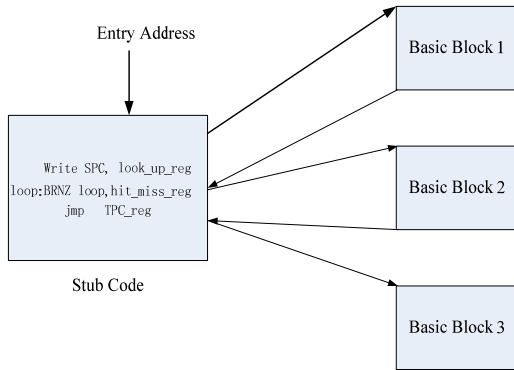 Entry Address
Basic Block 1
Write SPC, look_up_reg
loop:BRNZ loop,hit_miss_reg
jmp TPC_reg
Basic Block 2
Stub Code
Basic Block 3